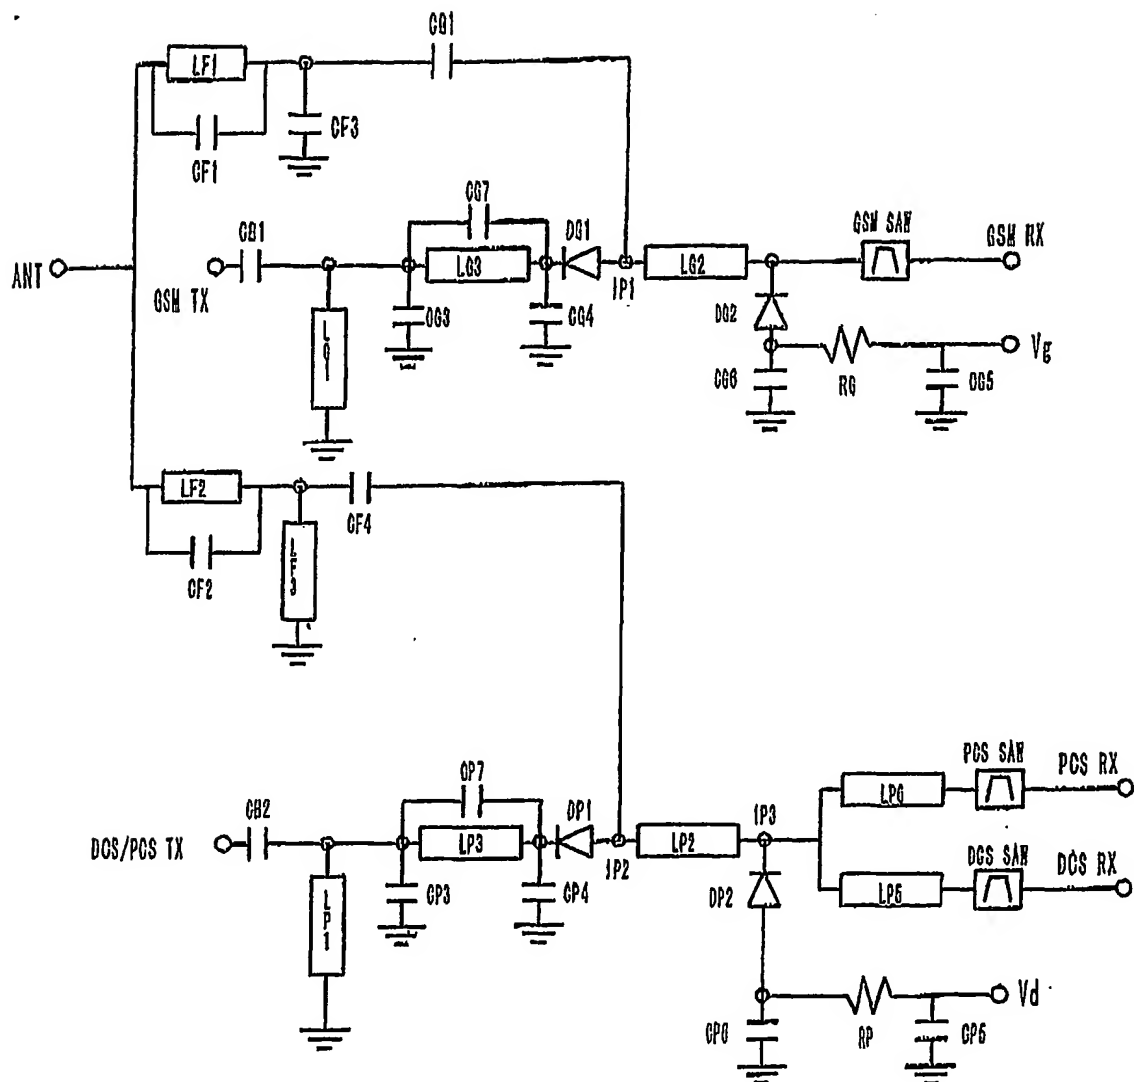 CG1
LF1
CF3
CF1
CG7
CB1
DG1
GSM SAW
GSM RX
ANT
LG3
LG2
IP1
GSM TX
DG2
LG1
CG3
CG4
Vg
CG6
RG
CG5
LF2
CF4
LF3
CF2
PCS SAW
PCS RX
CP7
LP6
CB2
DP1
IP3
DCS/PCS TX
LP3
LP2
IP2
DCS SAW
DCS RX
CP3
CP4
DP2
LP5
LP1
Vd
CP6
RP
CP5